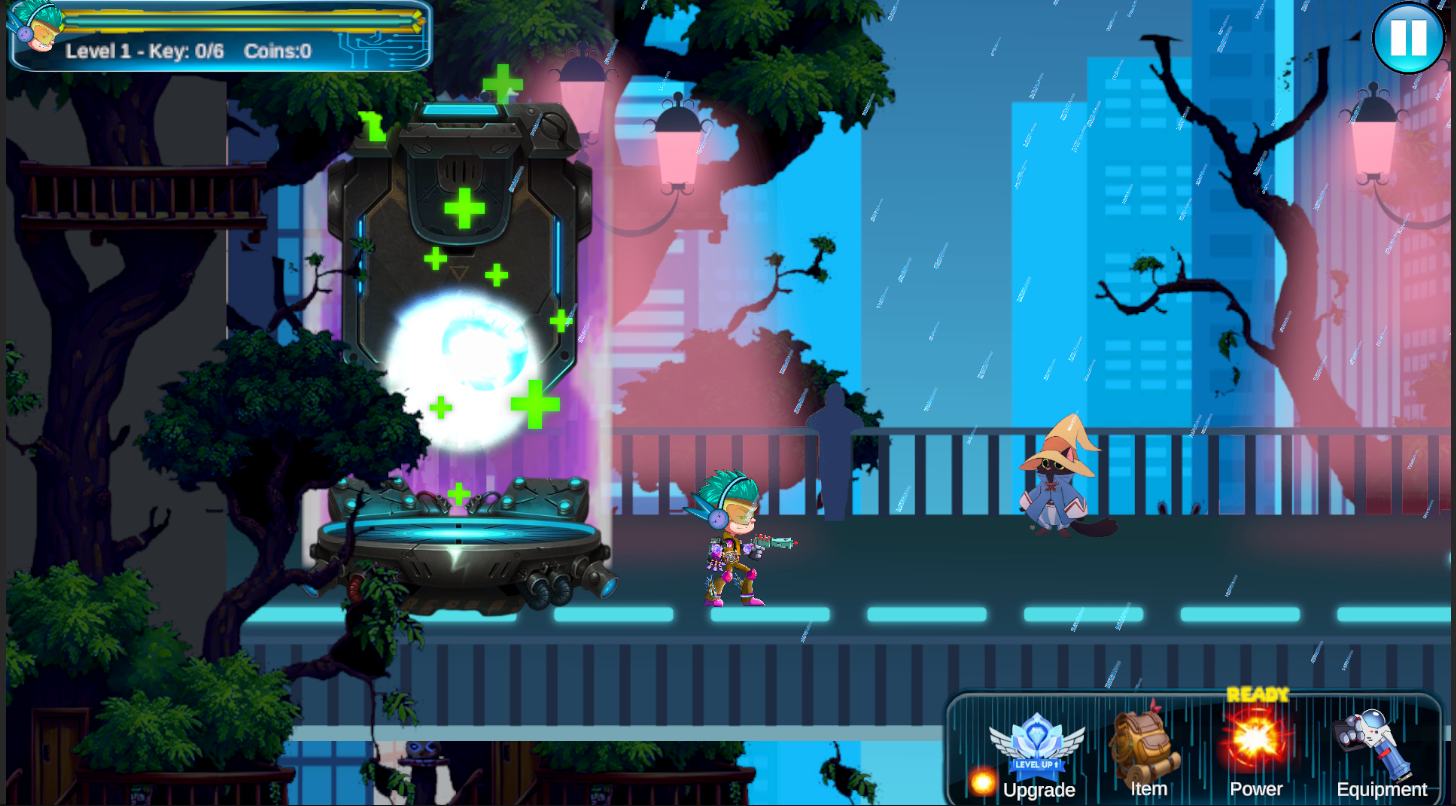 Level 1 - Key: 0/6 Coins:0
READY
LEVEL UP
Upgrade
Item
Power
Equipment